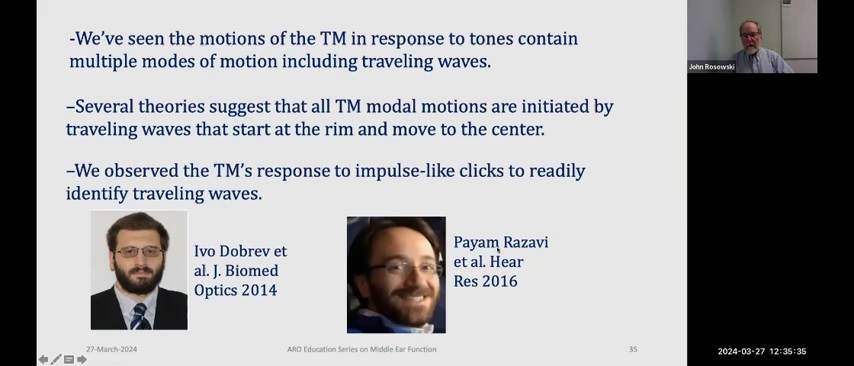 -We've seen the motions of the TM in response to tones contain
multiple modes of motion including traveling waves.
–Several theories suggest that all TM modal motions are initiated by
traveling waves that start at the rim and move to the center.
–We observed the TM's response to impulse-like clicks to readily
identify traveling waves.
Ivo Dobrev et
al. J. Biomed
Optics 2014
Payam Razavi
et al. Hear
Res 2016
27-March-2024
ARO Education Series on Middle Ear Function
35
John Rosowski
2024-03-27 12:35:35